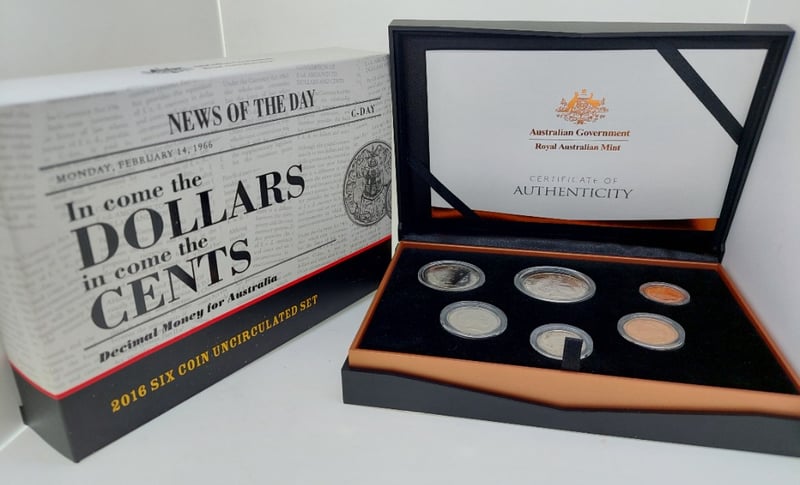 NEWS OF THE DAY
MONDAY, FEBRUARY 14, 1966
C-DAY
In come the
DOLLARS
in come the
CENTS
Decimal Money for Australia
2016 SIX COIN UNCIRCULATED SET
Australian Government
Royal Australian Mint
CERTIFICATE OF
AUTHENTICITY